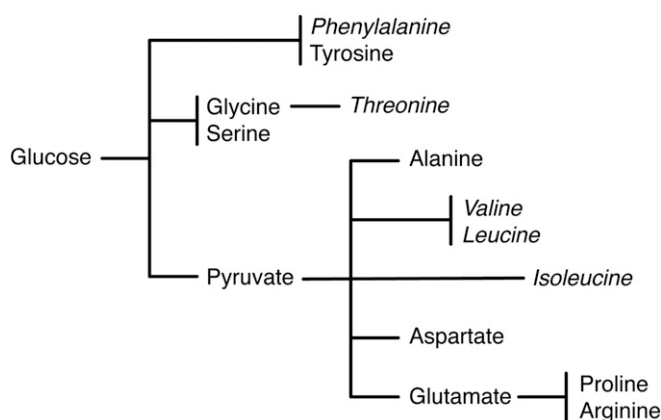 Phenylalanine
Tyrosine
Glycine
Threonine
Serine
Glucose
Alanine
Valine
Leucine
Pyruvate
Isoleucine
Aspartate
Glutamate
Proline
Arginine